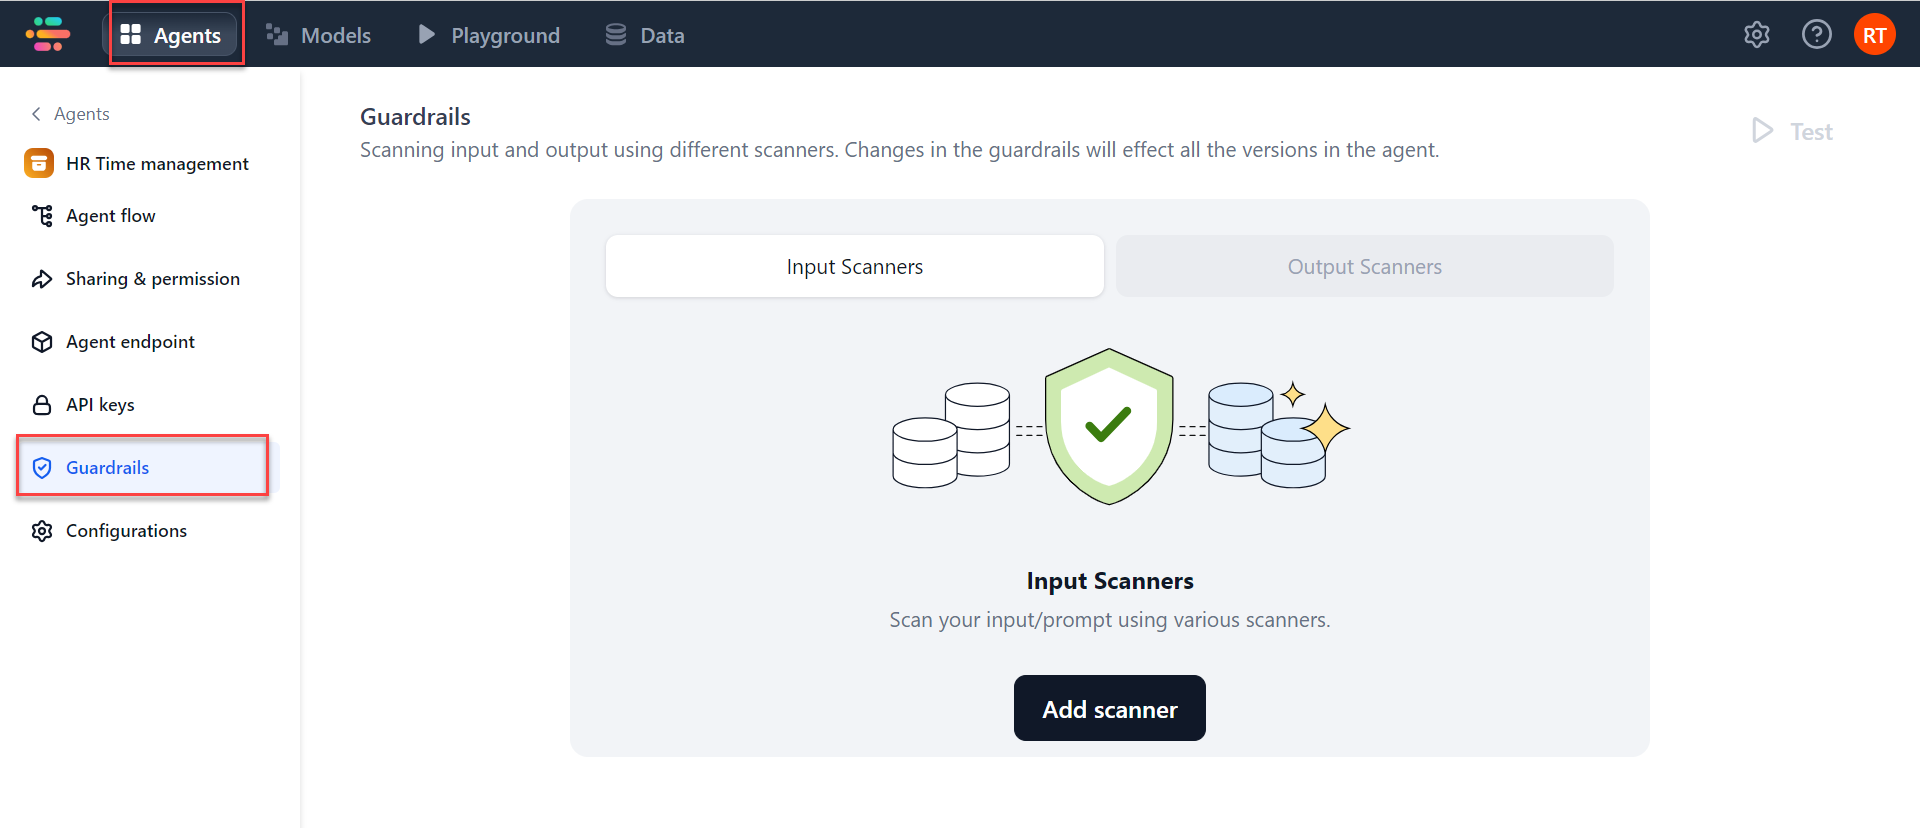 Agents
Models
Playground
Data
RT
Agents
HR Time management
Agent flow
Sharing & permission
Agent endpoint
API keys
Guardrails
Configurations
Guardrails
Scanning input and output using different scanners. Changes in the guardrails will effect all the versions in the agent.
Test
Input Scanners
Output Scanners
Input Scanners
Scan your input/prompt using various scanners.
Add scanner